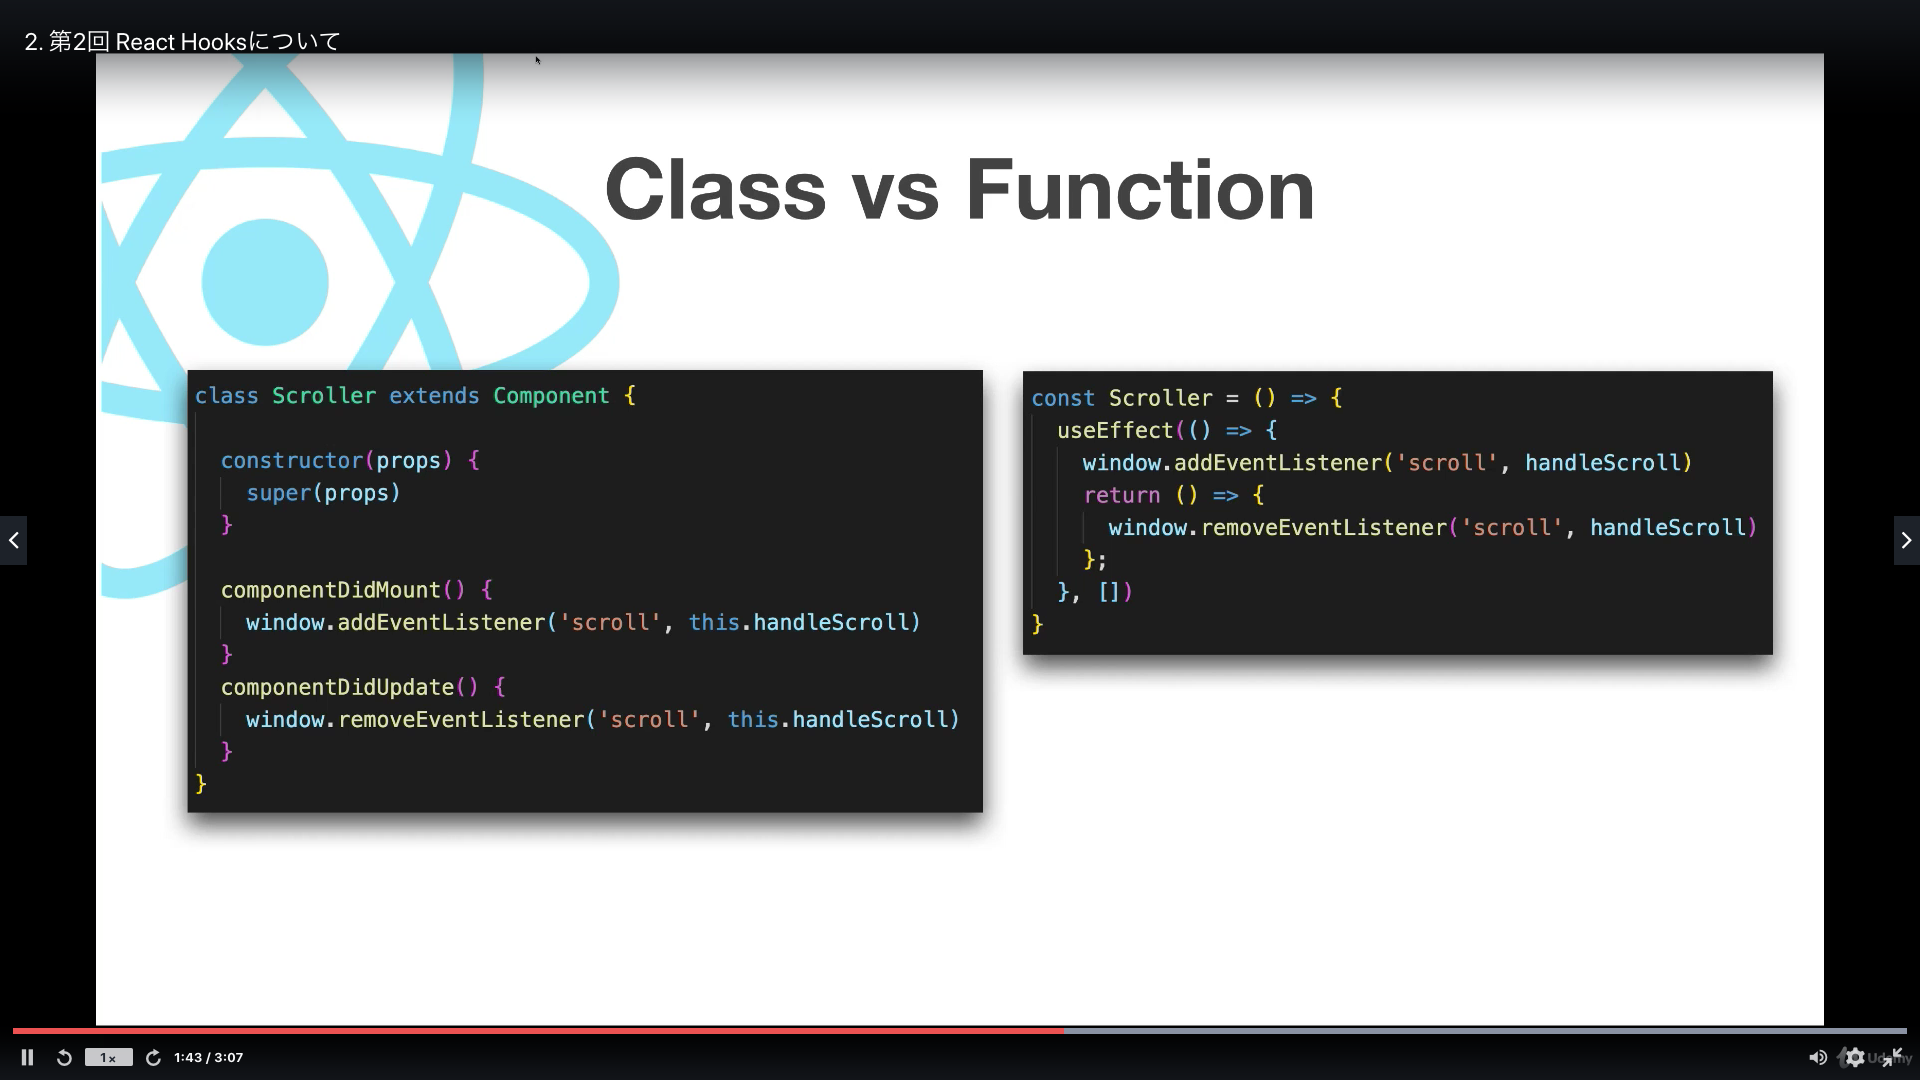 2. 第2回 React Hooksについて
Class vs Function
class Scroller extends Component {
constructor(props) {
super(props)
}
componentDidMount() {
window.addEventListener('scroll', this.handleScroll)
}
componentDidUpdate() {
window.removeEventListener('scroll', this.handleScroll)
}
}
const Scroller = () => {
useEffect(() => {
window.addEventListener('scroll', handleScroll)
return () => {
window.removeEventListener('scroll', handleScroll)
};
}, [])
}
1x
1:43 / 3:07
Udemy